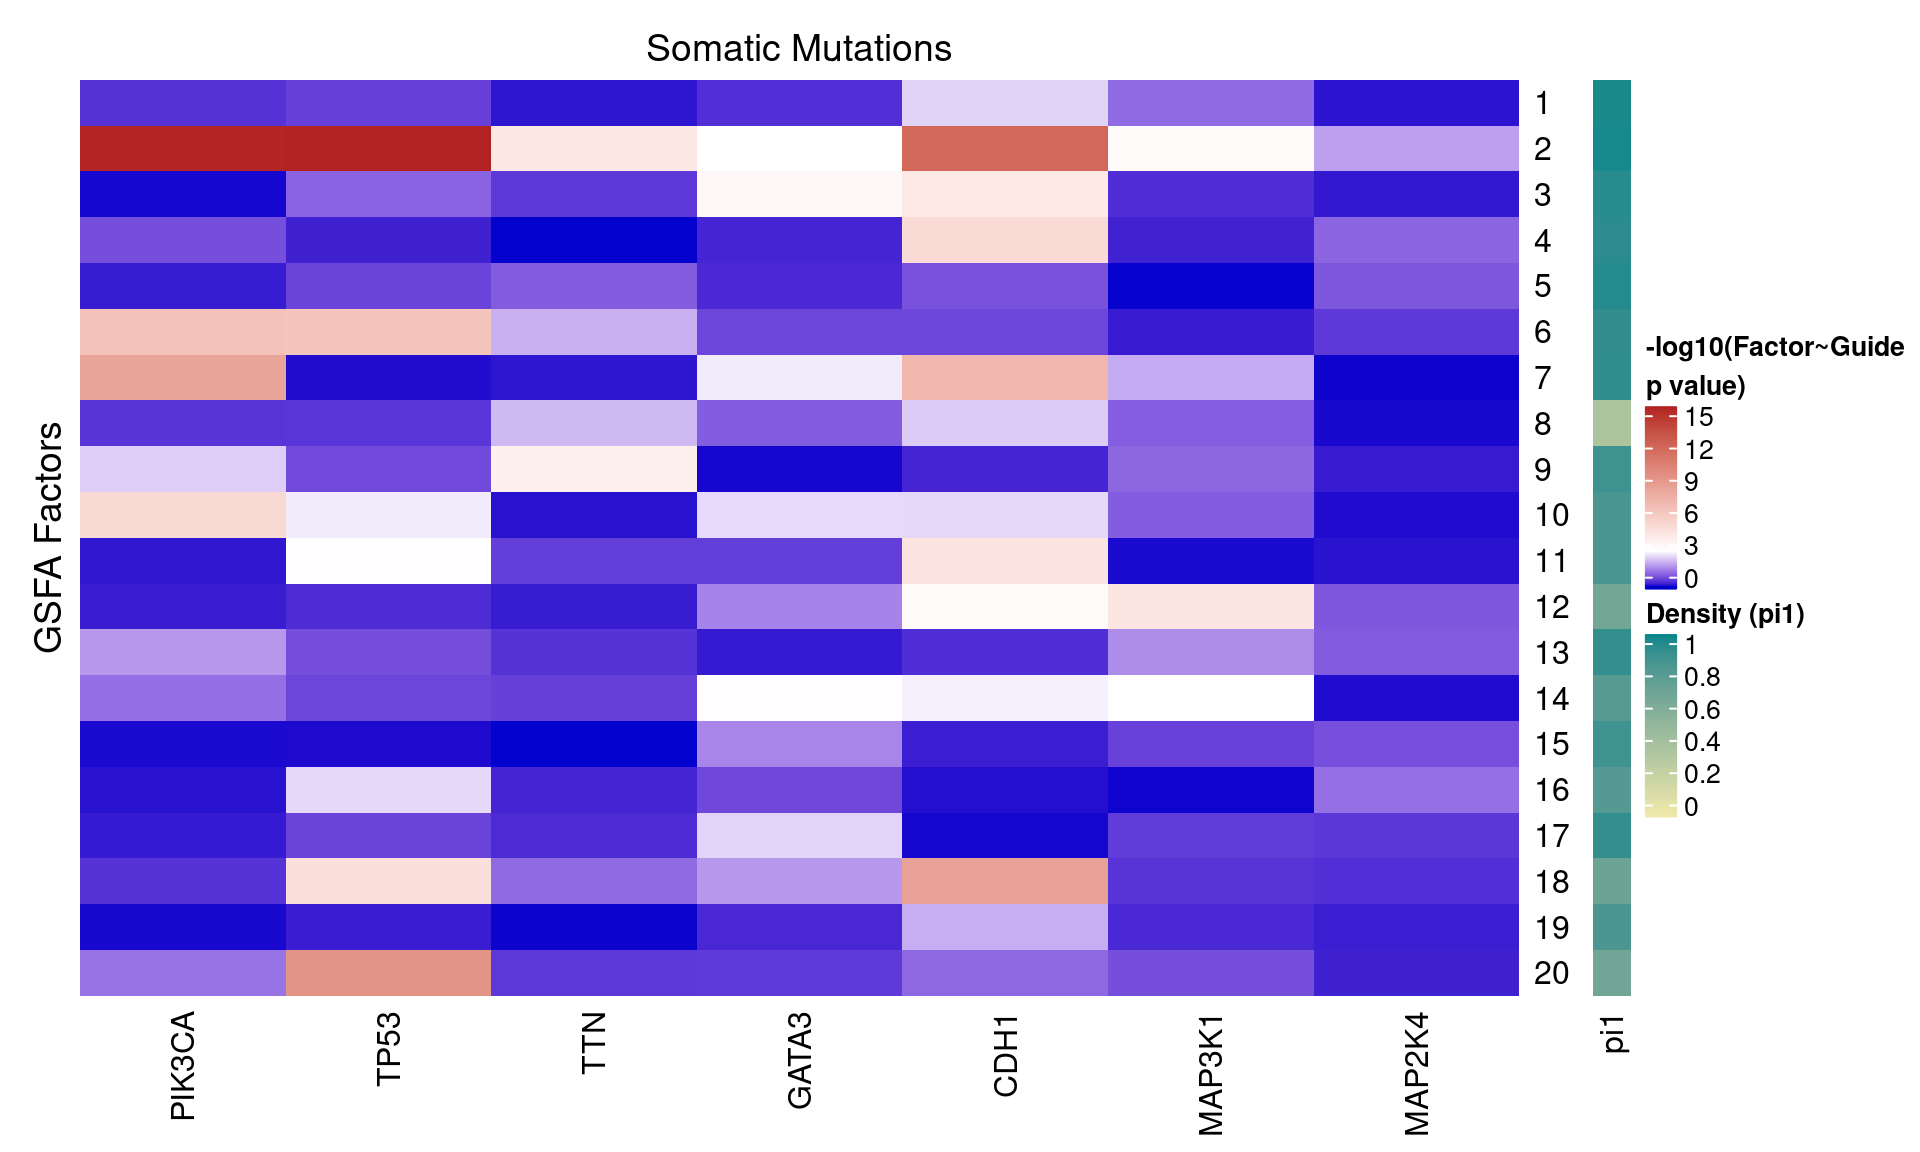 Somatic Mutations
GSFA Factors
1
2
3
4
5
6
7
8
9
10
11
12
13
14
15
16
17
18
19
20
PIK3CA
TP53
TTN
GATA3
CDH1
MAP3K1
MAP2K4
pi1
-log10(Factor~Guide
p value)
15
12
9
6
3
0
Density (pi1)
1
0.8
0.6
0.4
0.2
0